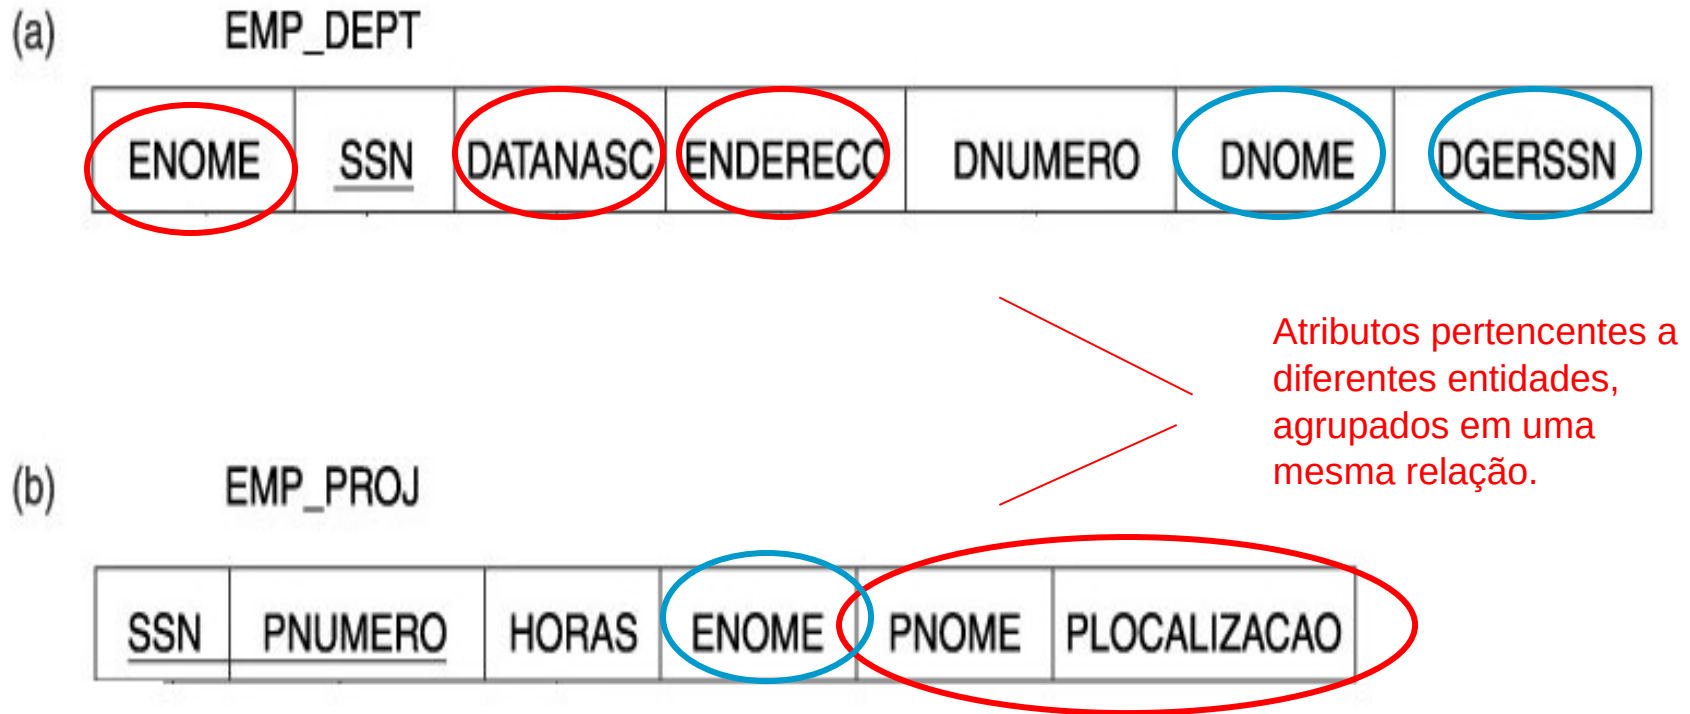 (a) EMP_DEPT
ENOME SSN DATANASC ENDERECO DNUMERO DNOME DGERSSN
Atributos pertencentes a
diferentes entidades,
agrupados em uma
mesma relação.
(b) EMP_PROJ
SSN PNUMERO HORAS ENOME PNOME PLOCALIZACAO